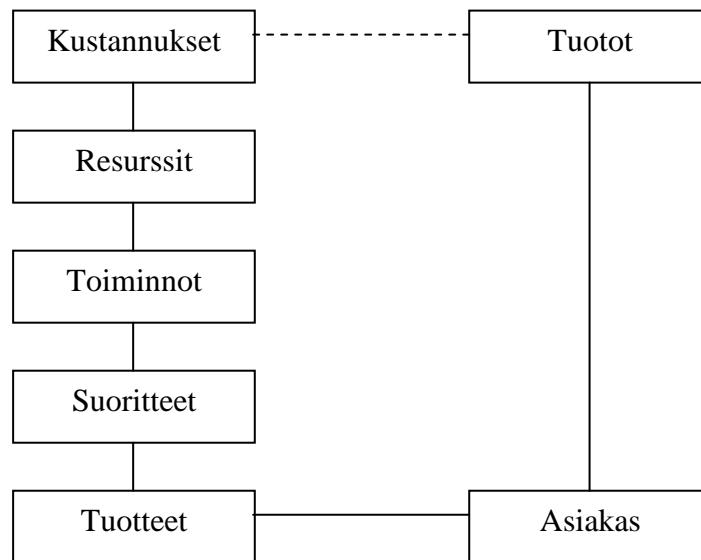 Kustannukset
Tuotot
Resurssit
Toiminnot
Suoritteet
Tuotteet
Asiakas